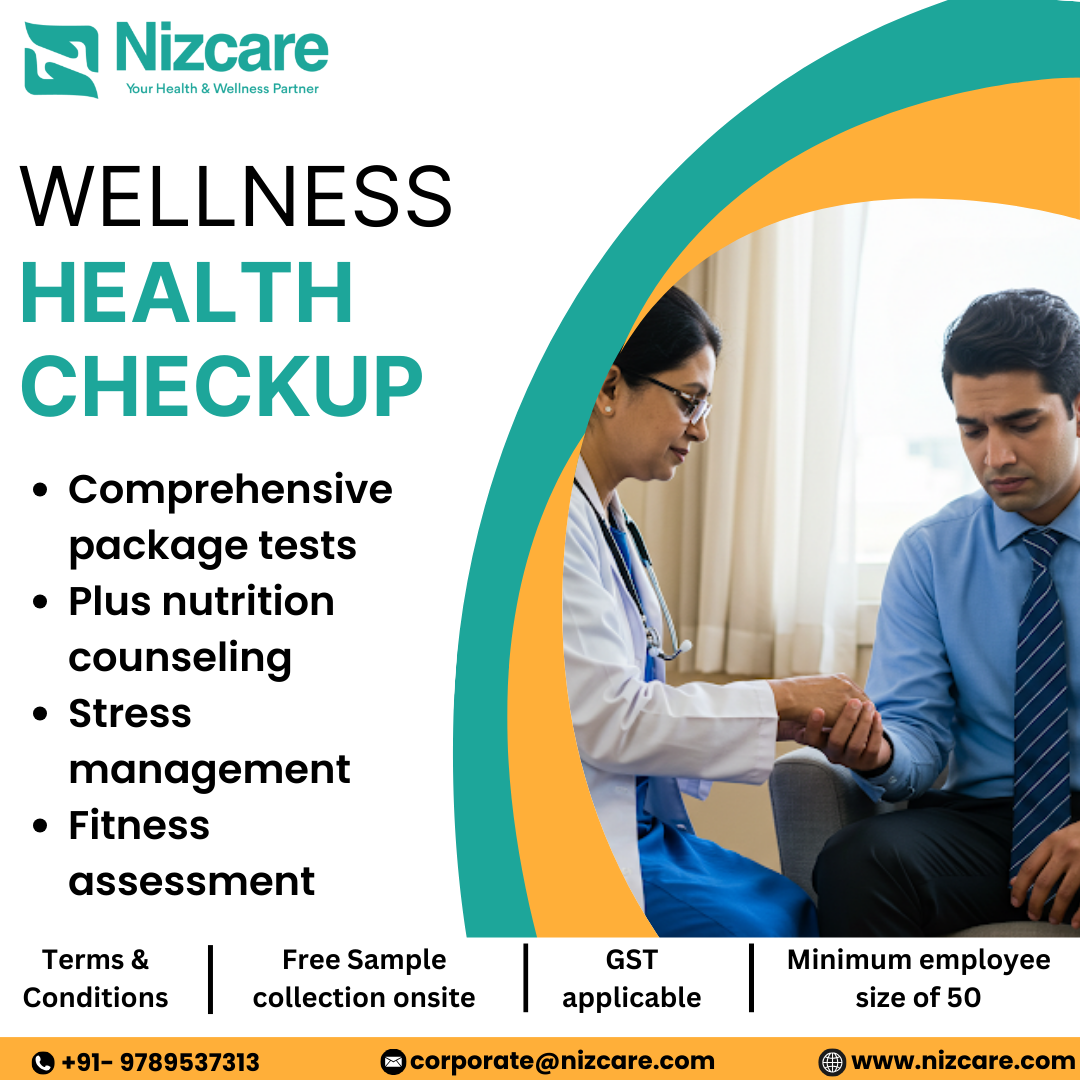 Nizcare
Your Health & Wellness Partner
WELLNESS
HEALTH
CHECKUP
• Comprehensive
package tests
• Plus nutrition
counseling
• Stress
management
• Fitness
assessment
Terms &
Conditions
Free Sample
collection onsite
GST
applicable
Minimum employee
size of 50
+91- 9789537313
corporate@nizcare.com
www.nizcare.com